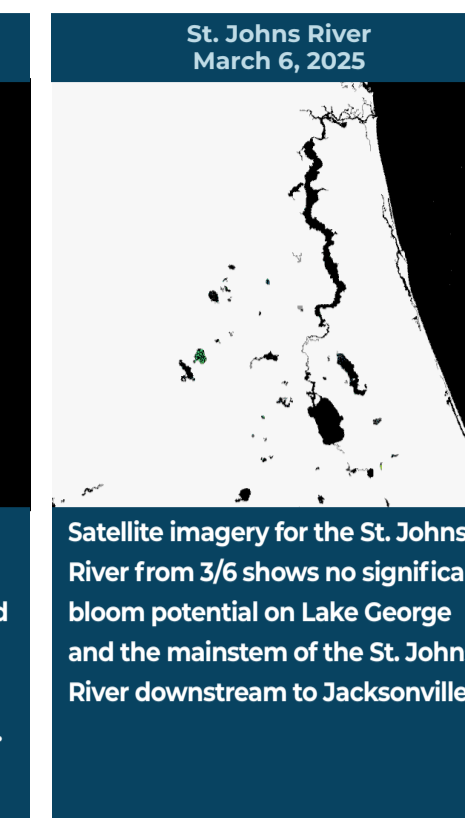 St. Johns River
March 6, 2025
Satellite imagery for the St. Johns
River from 3/6 shows no significa
bloom potential on Lake George
d
and the mainstem of the St. John
River downstream to Jacksonville
.